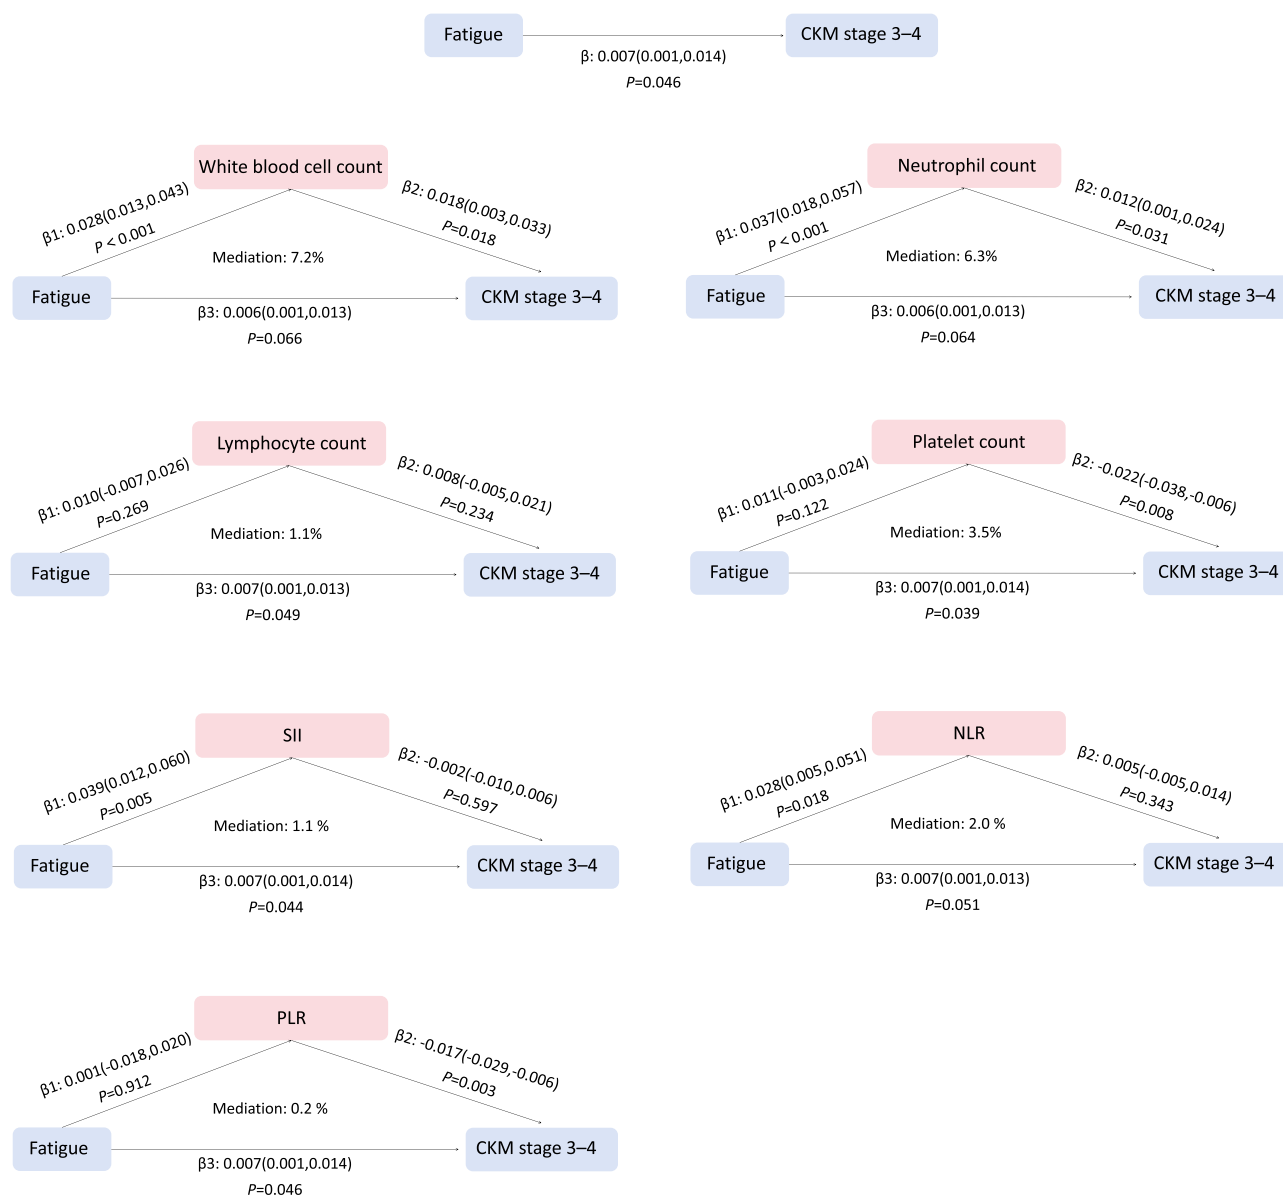 Fatigue
CKM stage 3–4
β: 0.007(0.001,0.014)
P=0.046
White blood cell count
β1: 0.028(0.013,0.043)
P < 0.001
β2: 0.018(0.003,0.033)
P=0.018
Mediation: 7.2%
Fatigue
CKM stage 3–4
β3: 0.006(0.001,0.013)
P=0.066
Neutrophil count
β1: 0.037(0.018,0.057)
P < 0.001
β2: 0.012(0.001,0.024)
P=0.031
Mediation: 6.3%
Fatigue
CKM stage 3–4
β3: 0.006(0.001,0.013)
P=0.064
Lymphocyte count
β1: 0.010(-0.007,0.026)
P=0.269
β2: 0.008(-0.005,0.021)
P=0.234
Mediation: 1.1%
Fatigue
CKM stage 3–4
β3: 0.007(0.001,0.013)
P=0.049
Platelet count
β1: 0.011(-0.003,0.024)
P=0.122
β2: -0.022(-0.038,-0.006)
P=0.008
Mediation: 3.5%
Fatigue
CKM stage 3–4
β3: 0.007(0.001,0.014)
P=0.039
SII
β1: 0.039(0.012,0.060)
P=0.005
β2: -0.002(-0.010,0.006)
P=0.597
Mediation: 1.1 %
Fatigue
CKM stage 3–4
β3: 0.007(0.001,0.014)
P=0.044
NLR
β1: 0.028(0.005,0.051)
P=0.018
β2: 0.005(-0.005,0.014)
P=0.343
Mediation: 2.0 %
Fatigue
CKM stage 3–4
β3: 0.007(0.001,0.013)
P=0.051
PLR
β1: 0.001(-0.018,0.020)
P=0.912
β2: -0.017(-0.029,-0.006)
P=0.003
Mediation: 0.2 %
Fatigue
CKM stage 3–4
β3: 0.007(0.001,0.014)
P=0.046